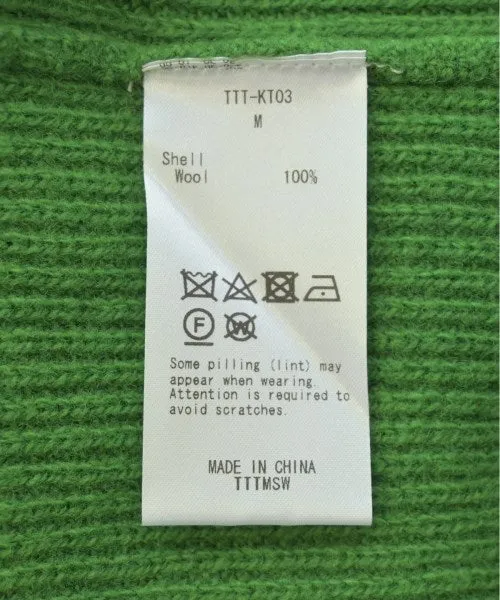 TTT-KT03
M
Shell
Wool 100%
F
W
Some pilling (lint) may
appear when wearing.
Attention is required to
avoid scratches.
MADE IN CHINA
TTTMSW